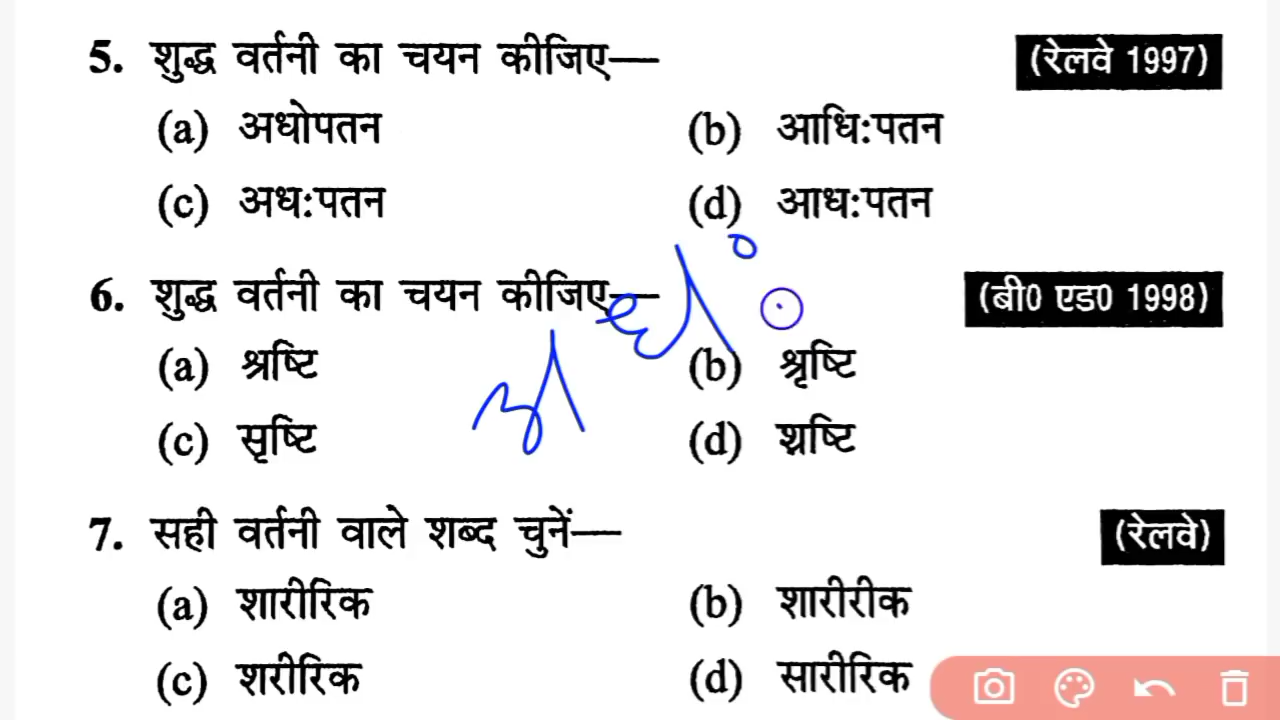 5. शुद्ध वर्तनी का चयन कीजिए— (रेलवे 1997)
(a) अधोपतन (b) आधिःपतन
(c) अधःपतन (d) आधःपतन
6. शुद्ध वर्तनी का चयन कीजिए— (बी0 एड0 1998)
(a) श्रष्टि (b) श्रृष्टि
(c) सृष्टि (d)
7. सही वर्तनी वाले शब्द चुनें— (रेलवे)
(a) शारीरिक (b) शारीरीक
(c) शरीरिक (d) सारीरिक